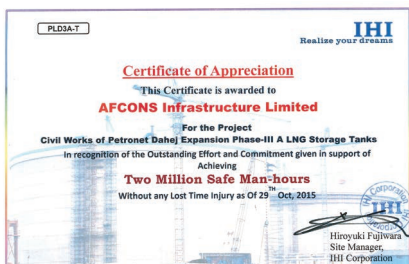 PLD3A-T
IHI
Realize your dreams
Certificate of Appreciation
This Certificate is awarded to
AFCONS Infrastructure Limited
For the Project
Civil Works of Petronet Dahej Expansion Phase-III A LNG Storage Tanks
In recognition of the Outstanding Effort and Commitment given in support of
Achieving
Two Million Safe Man-hours
Without any Lost Time Injury as Of 29TH Oct, 2015
Corporation
IHI
Hiroyuki Fujiwara
Site Manager,
IHI Corporation